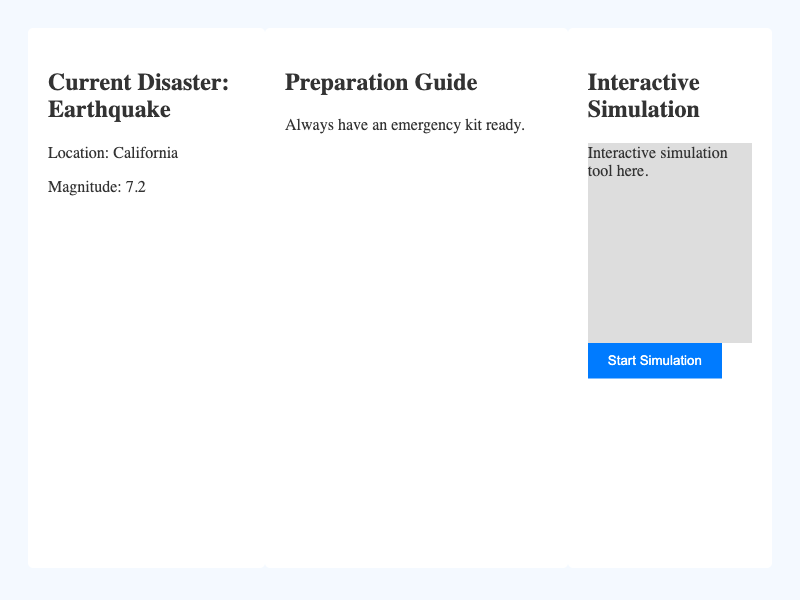 Current Disaster:
Earthquake
Location: California
Magnitude: 7.2
Preparation Guide
Always have an emergency kit ready.
Interactive
Simulation
Interactive simulation
tool here.
Start Simulation